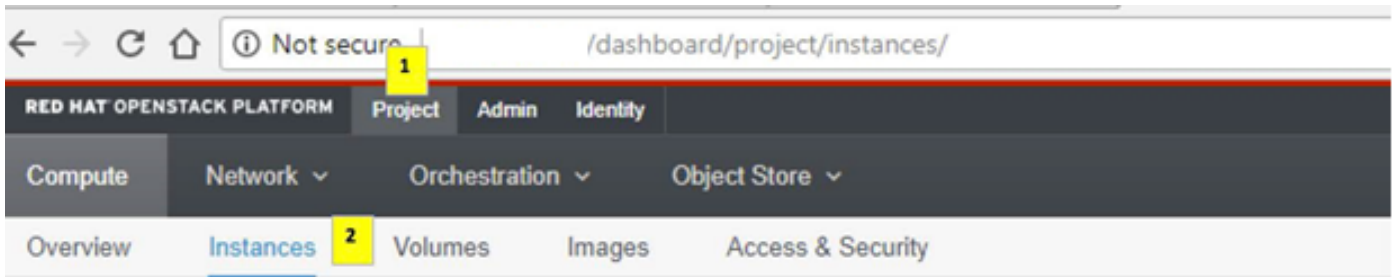 Not secure /dashboard/project/instances/
1
RED HAT OPENSTACK PLATFORM Project Admin Identity
Compute Network Orchestration Object Store
Overview Instances 2 Volumes Images Access & Security